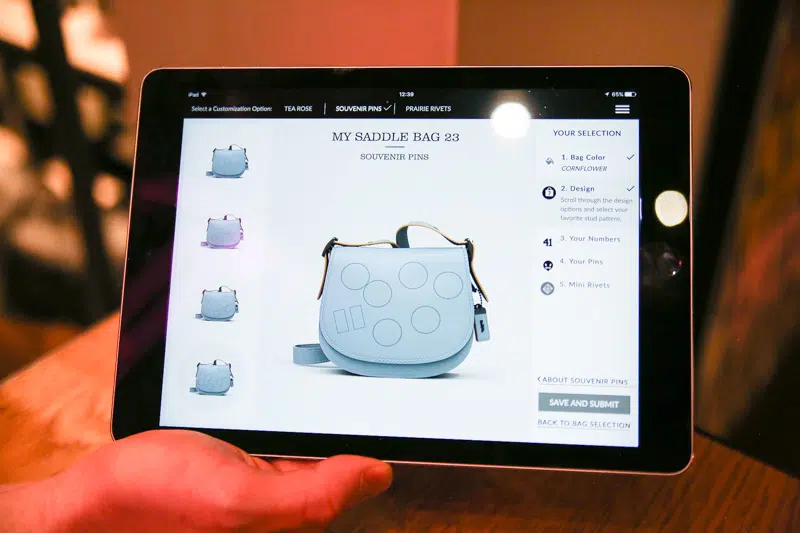 iPad
12:39
65%
Select a Customization Option:
TEA ROSE
SOUVENIR PINS
PRAIRIE RIVETS
MY SADDLE BAG 23
SOUVENIR PINS
YOUR SELECTION
1. Bag Color
CORNFLOWER
2. Design
Scroll through the design
options and select your
favorite stud pattern.
41
3. Your Numbers
4. Your Pins
5. Mini Rivets
ABOUT SOUVENIR PINS
SAVE AND SUBMIT
BACK TO BAG SELECTION